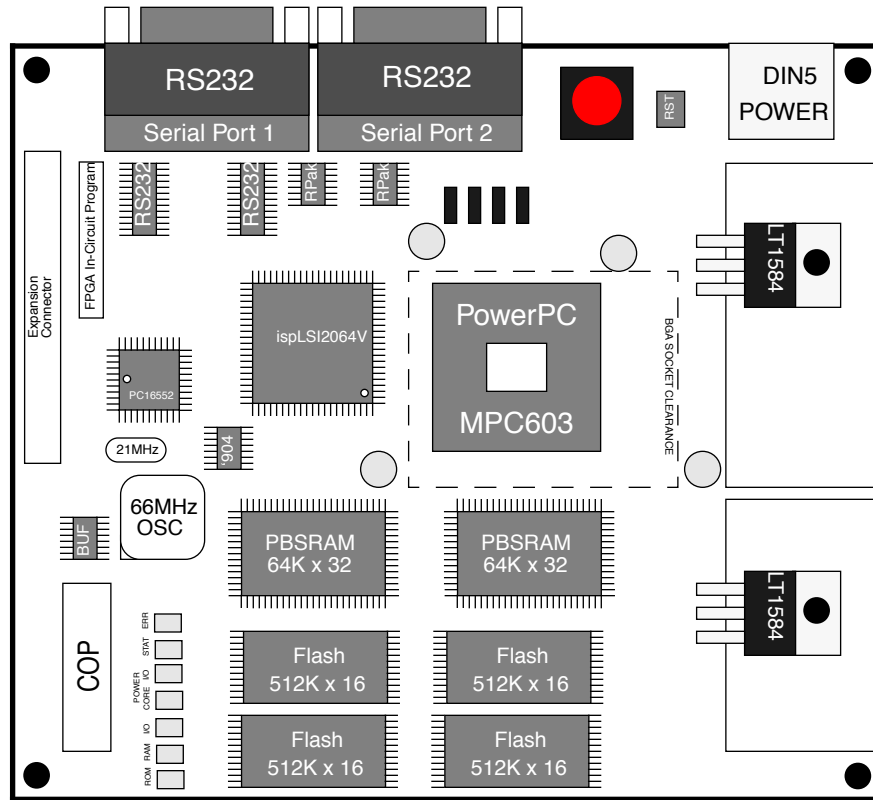 RS232
RS232
DIN5
POWER
Serial Port 1
Serial Port 2
RST
RS232
RS232
RPak
RPak
FPGA In-Circuit Program
Expansion
Connector
LT1584
ispLSI2064V
PowerPC
MPC603
BGA SOCKET CLEARANCE
PC16552
21MHz
'904
66MHz
OSC
BUF
PBSRAM
64K x 32
PBSRAM
64K x 32
LT1584
COP
ERR
STAT
I/O
POWER
CORE
I/O
RAM
ROM
Flash
512K x 16
Flash
512K x 16
Flash
512K x 16
Flash
512K x 16